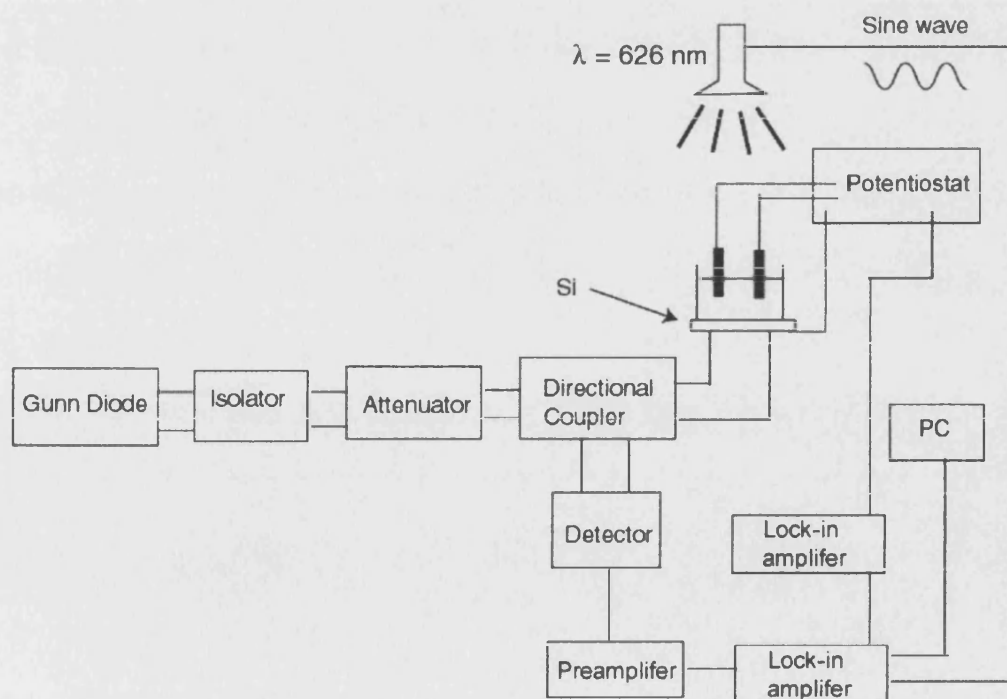 Sine wave
λ = 626 nm
Potentiostat
Si
Gunn Diode
Isolator
Attenuator
Directional
Coupler
PC
Detector
Lock-in
amplifer
Preamplifer
Lock-in
amplifer